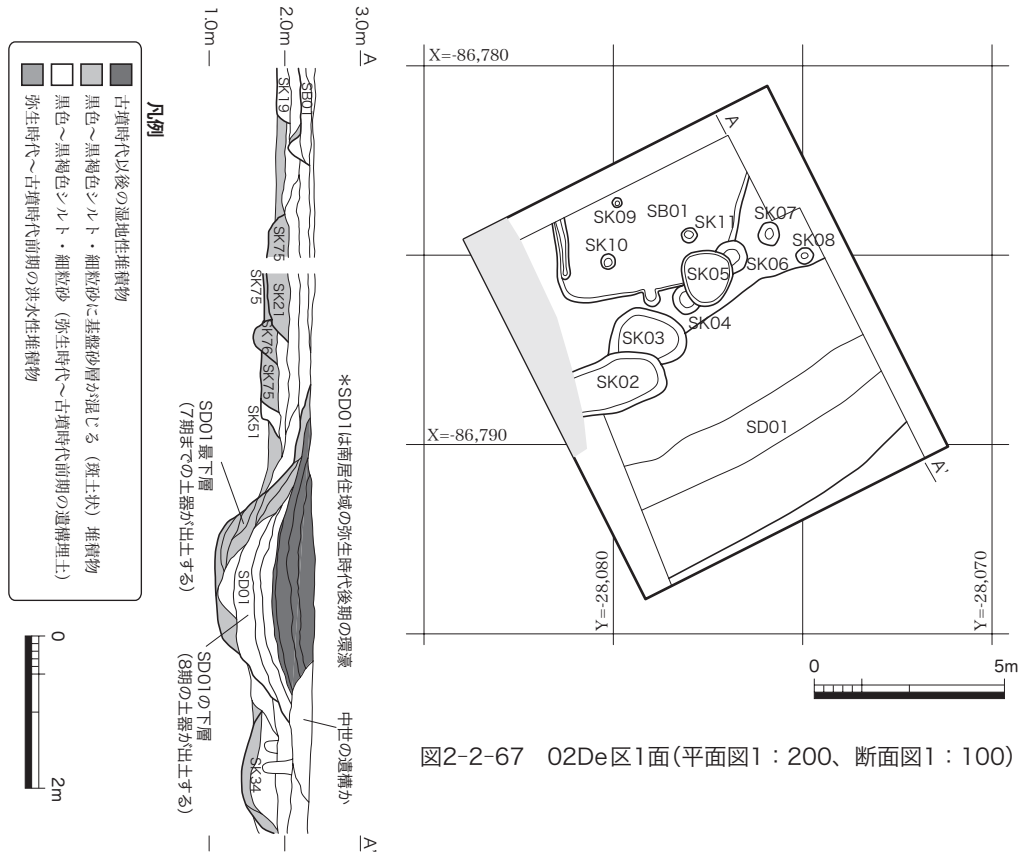 X=-86,780
A
SK09
SB01
SK11
SK07
SK10
SK08
SK05
SK06
SK04
SK03
SK02
SD01
X=-86,790
A'
Y=-28,080
Y=-28,070
0
5m
図2-2-67　02De区1面(平面図1：200、断面図1：100)
3.0m
A
2.0m
1.0m
SB01
SK19
SK75
SK21
SK75
SK76
SK75
SK51
＊SD01は南居住域の弥生時代後期の環濠
SD01最下層
(7期までの土器が出土する)
SD01
SD01の下層
(8期の土器が出土する)
中世の遺構か
SK34
A'
凡例
古墳時代以後の湿地性堆積物
黒色～黒褐色シルト・細粒砂に基盤砂層が混じる（斑土状）堆積物
黒色～黒褐色シルト・細粒砂（弥生時代～古墳時代前期の遺構埋土）
弥生時代～古墳時代前期の洪水性堆積物
0
2m